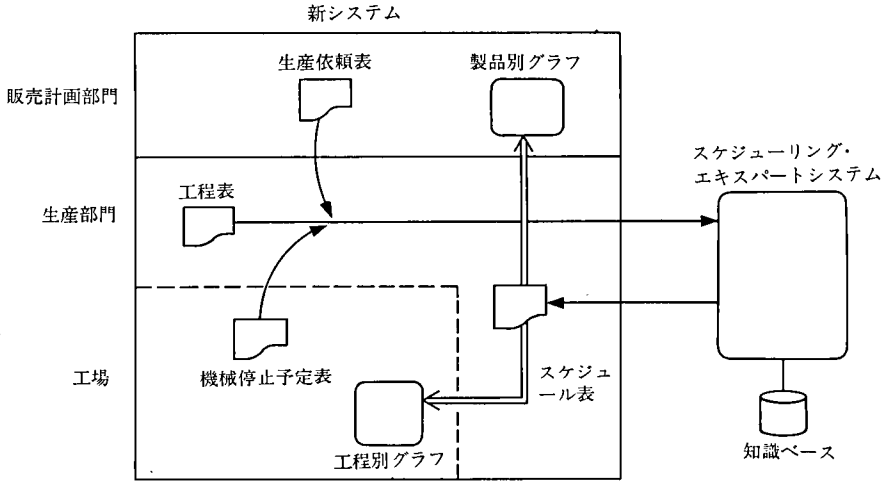 新システム
生産依頼表
製品別グラフ
販売計画部門
スケジューリング・
エキスパートシステム
工程表
生産部門
機械停止予定表
工場
スケジュ
ール表
工程別グラフ
知識ベース